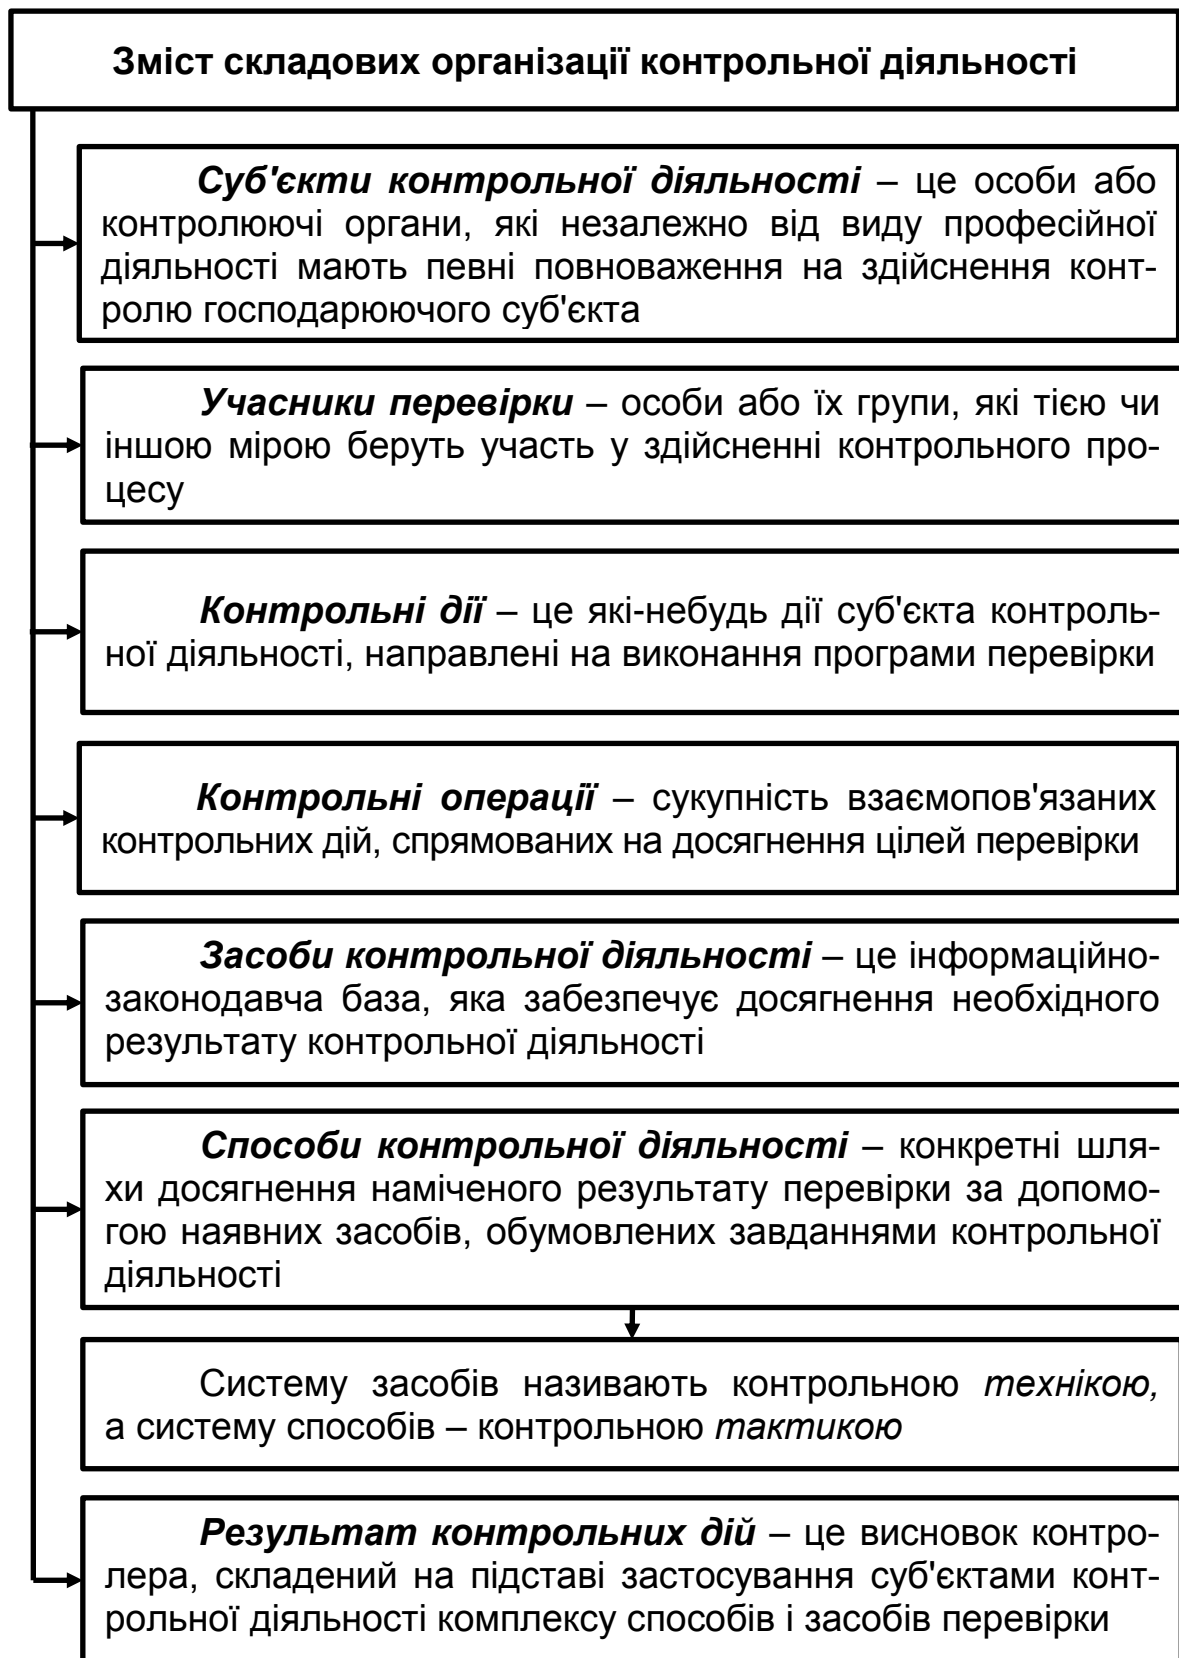 Зміст складових організації контрольної діяльності
Суб'єкти контрольної діяльності – це особи або
контролюючі органи, які незалежно від виду професійної
діяльності мають певні повноваження на здійснення конт-
ролю господарюючого суб'єкта
Учасники перевірки – особи або їх групи, які тією чи
іншою мірою беруть участь у здійсненні контрольного про-
цесу
Контрольні дії – це які-небудь дії суб'єкта контроль-
ної діяльності, направлені на виконання програми перевірки
Контрольні операції – сукупність взаємопов'язаних
контрольних дій, спрямованих на досягнення цілей перевірки
Засоби контрольної діяльності – це інформаційно-
законодавча база, яка забезпечує досягнення необхідного
результату контрольної діяльності
Способи контрольної діяльності – конкретні шля-
хи досягнення наміченого результату перевірки за допомо-
гою наявних засобів, обумовлених завданнями контрольної
діяльності
Систему засобів називають контрольною технікою,
а систему способів – контрольною тактикою
Результат контрольних дій – це висновок контро-
лера, складений на підставі застосування суб'єктами конт-
рольної діяльності комплексу способів і засобів перевірки